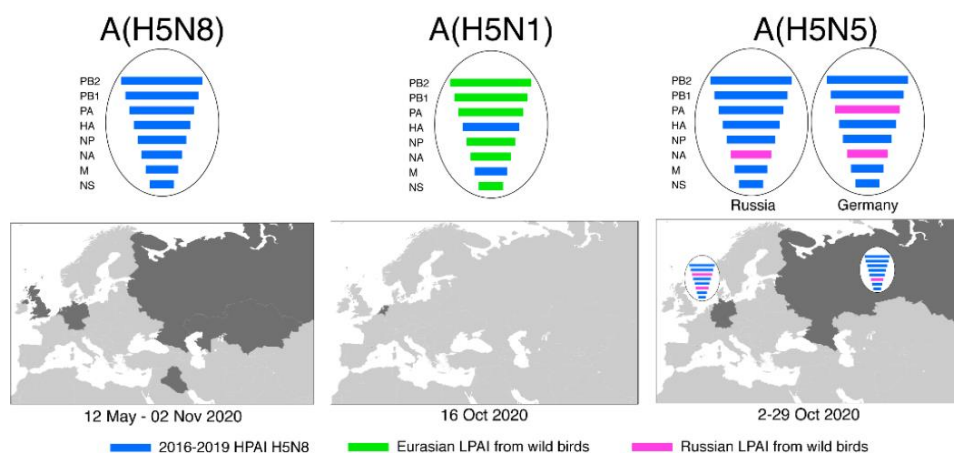 A(H5N8)
PB2
PB1
PA
HA
NP
NA
M
NS
12 May - 02 Nov 2020
A(H5N1)
PB2
PB1
PA
HA
NP
NA
M
NS
16 Oct 2020
A(H5N5)
PB2
PB1
PA
HA
NP
NA
M
NS
Russia
Germany
2-29 Oct 2020
2016-2019 HPAI H5N8
Eurasian LPAI from wild birds
Russian LPAI from wild birds